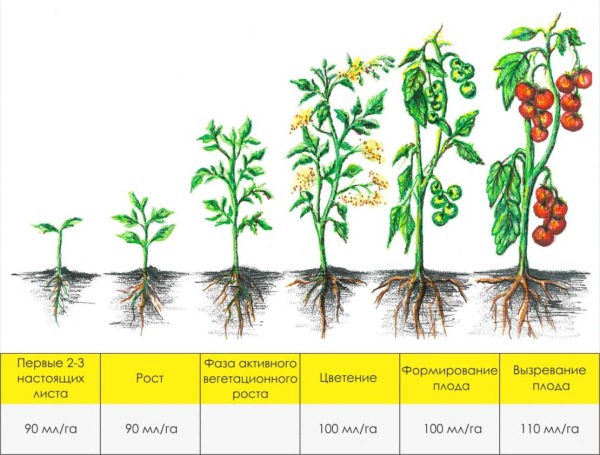 Первые 2-3
настоящих
листа
Рост
Фаза активного
вегетационного
роста
Цветение
Формирование
плода
Вызревание
плода
90 мл/га
90 мл/га
100 мл/га
100 мл/га
110 мл/га